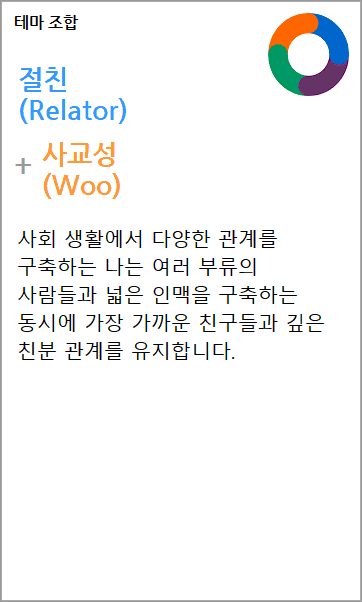 테마 조합
절친
(Relator)
+ 사교성
(Woo)
사회 생활에서 다양한 관계를
구축하는 나는 여러 부류의
사람들과 넓은 인맥을 구축하는
동시에 가장 가까운 친구들과 깊은
친분 관계를 유지합니다.